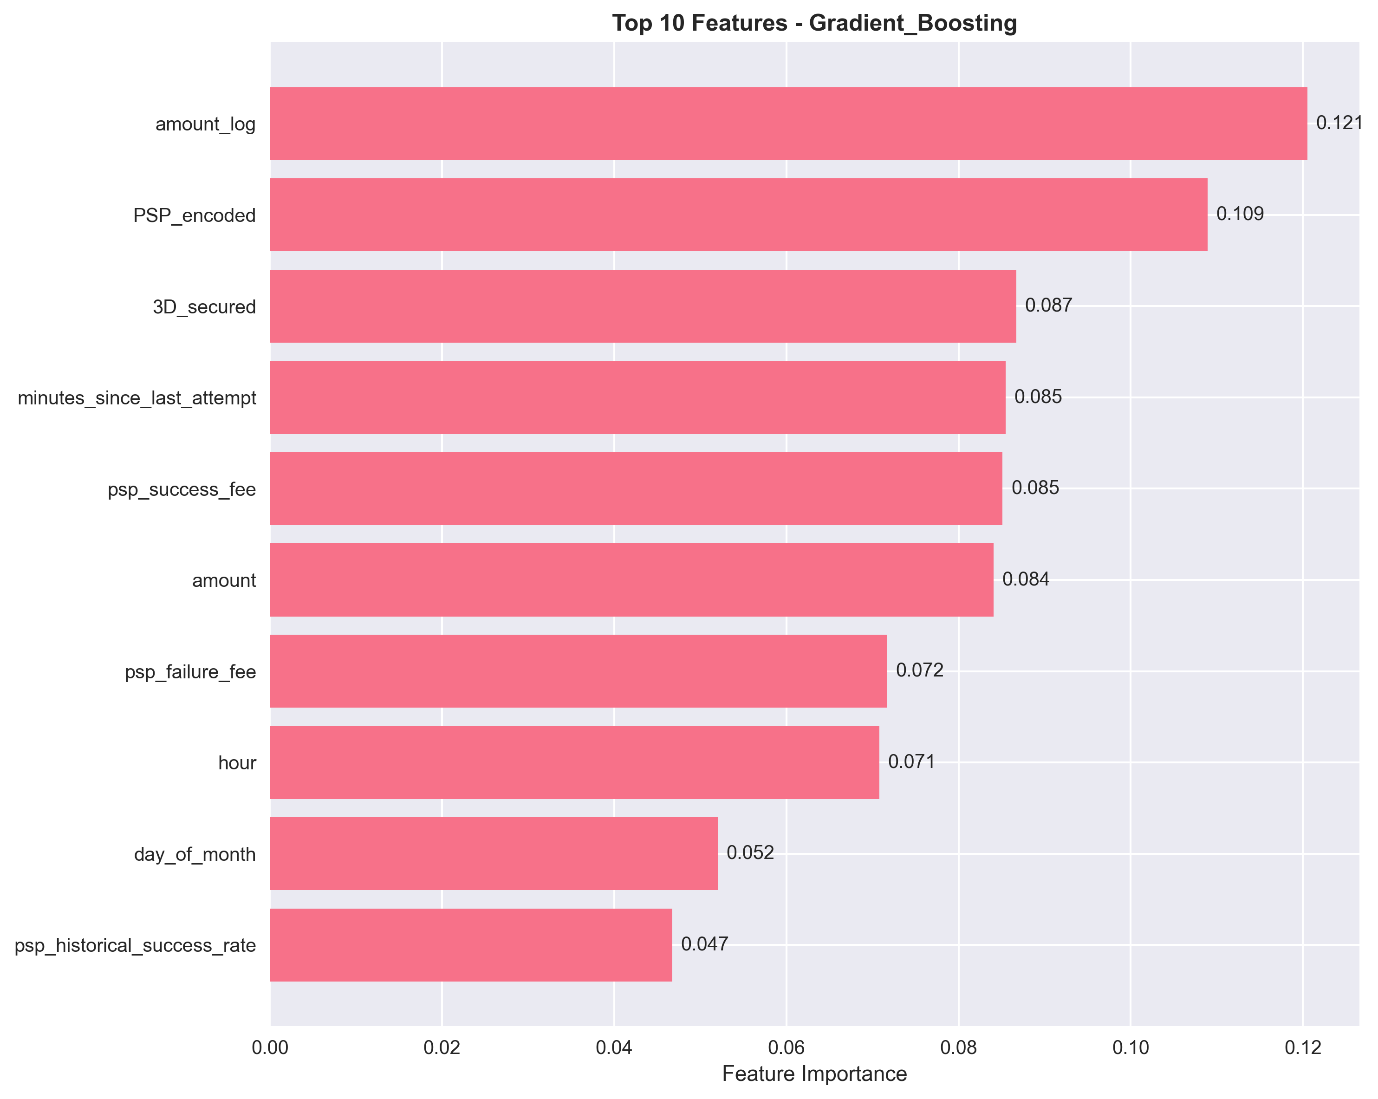 Top 10 Features - Gradient_Boosting
amount_log
0.121
PSP_encoded
0.109
3D_secured
0.087
minutes_since_last_attempt
0.085
psp_success_fee
0.085
amount
0.084
psp_failure_fee
0.072
hour
0.071
day_of_month
0.052
psp_historical_success_rate
0.047
0.00 0.02 0.04 0.06 0.08 0.10 0.12
Feature Importance